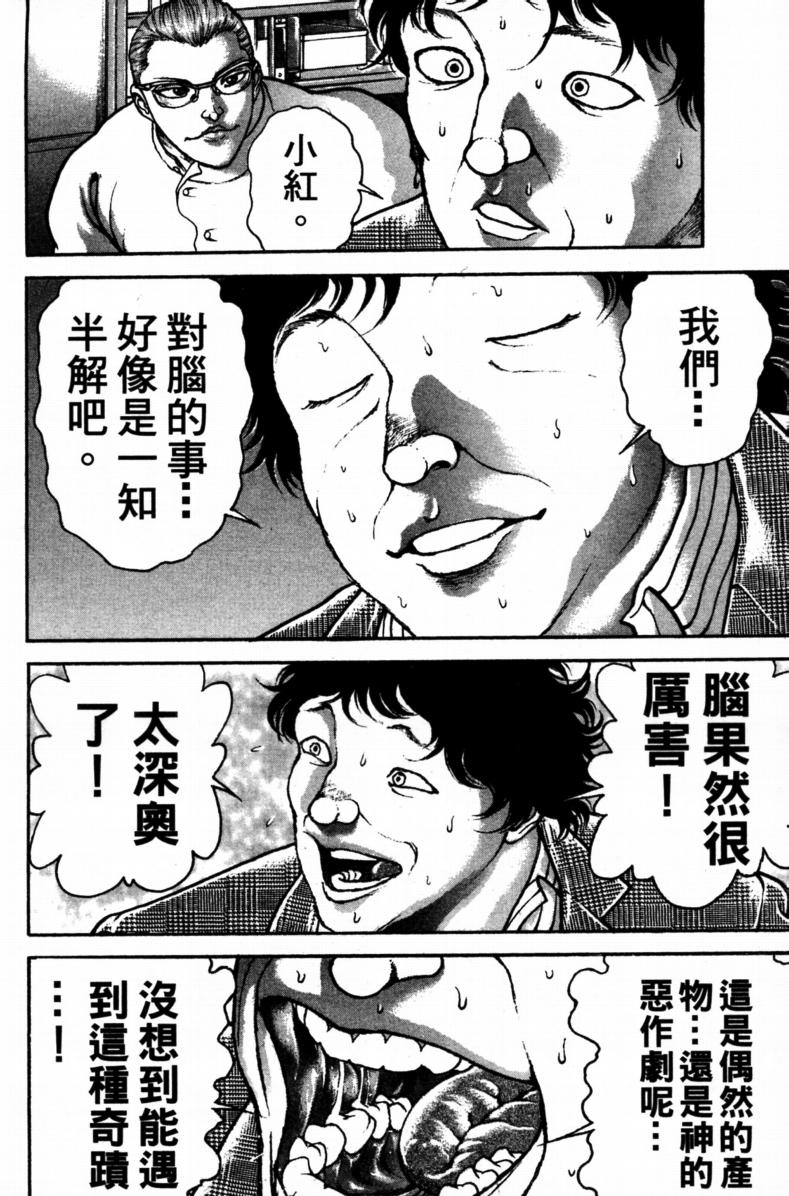 小紅。
我們…
對腦的事…
好像是一知
半解吧。
腦果然很
厲害！
太深奧
了！
這是偶然的產
物…還是神的
惡作劇呢…
沒想到能遇
到這種奇蹟
…！